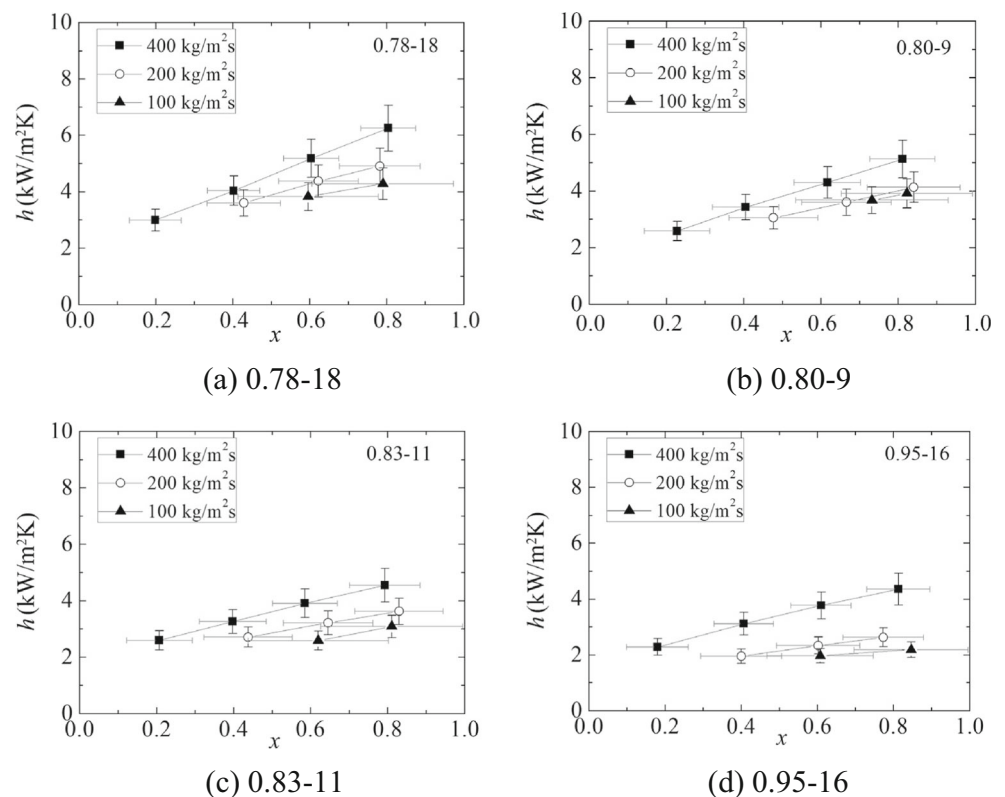 10
8
6
4
2
0
h (kW/m²K)
400 kg/m²s
200 kg/m²s
100 kg/m²s
0.78-18
0.0 0.2 0.4 0.6 0.8 1.0
x
(a) 0.78-18
10
8
6
4
2
0
h (kW/m²K)
400 kg/m²s
200 kg/m²s
100 kg/m²s
0.80-9
0.0 0.2 0.4 0.6 0.8 1.0
x
(b) 0.80-9
10
8
6
4
2
0
h (kW/m²K)
400 kg/m²s
200 kg/m²s
100 kg/m²s
0.83-11
0.0 0.2 0.4 0.6 0.8 1.0
x
(c) 0.83-11
10
8
6
4
2
0
h (kW/m²K)
400 kg/m²s
200 kg/m²s
100 kg/m²s
0.95-16
0.0 0.2 0.4 0.6 0.8 1.0
x
(d) 0.95-16